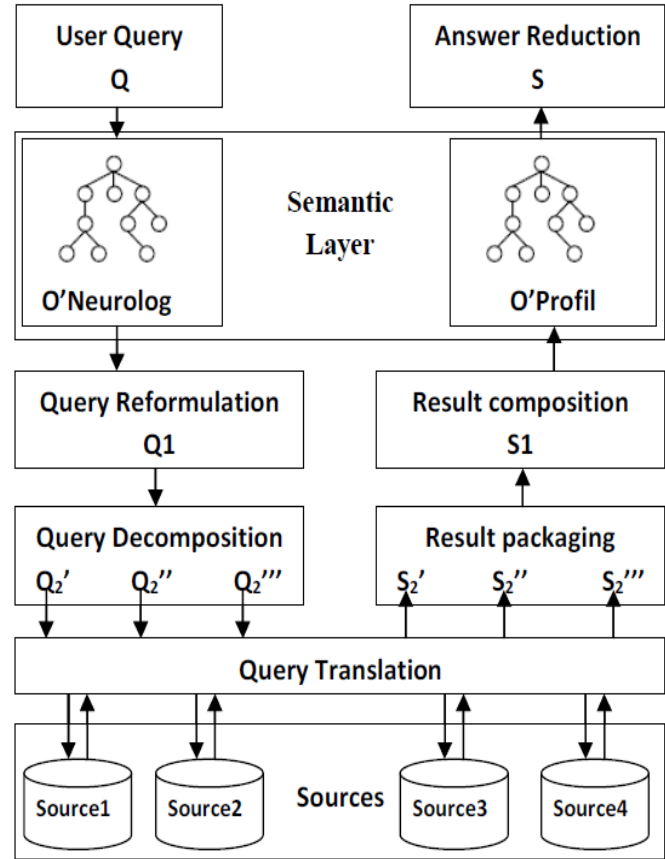 User Query
Q
Answer Reduction
S
Semantic
Layer
O'Neurolog
O'Profil
Query Reformulation
Q1
Result composition
S1
Query Decomposition
Q₂' Q₂'' Q₂'''
Result packaging
S₂' S₂'' S₂'''
Query Translation
Source1
Source2
Sources
Source3
Source4